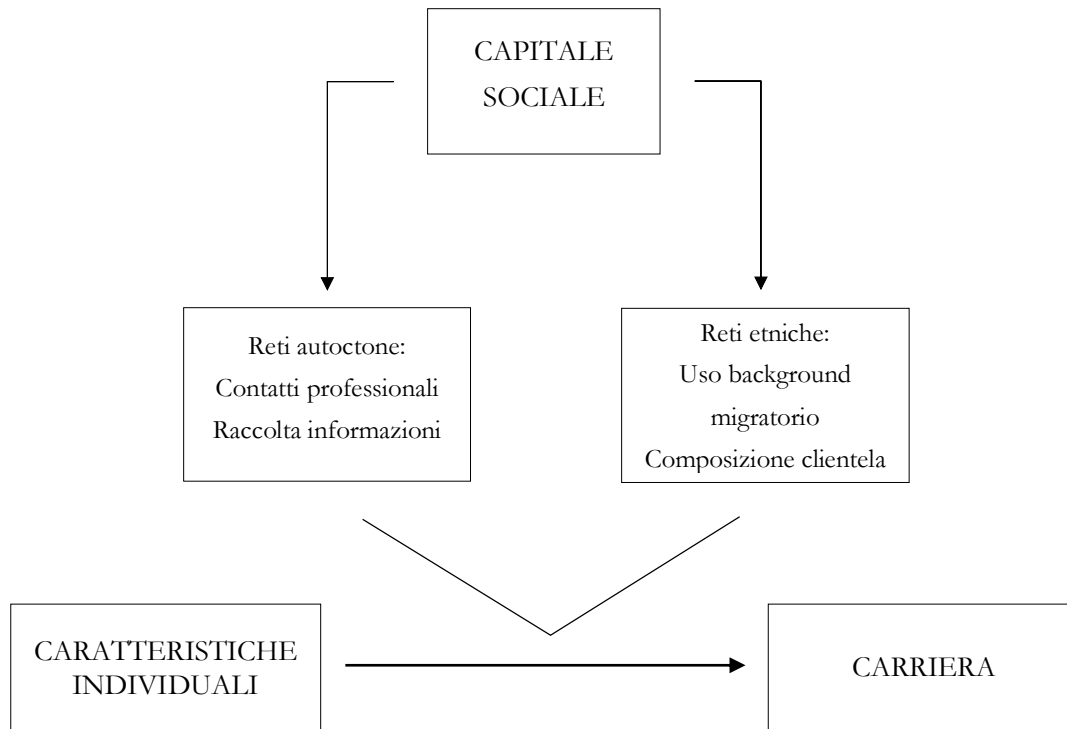 CAPITALE
SOCIALE
Reti autoctone:
Contatti professionali
Raccolta informazioni
Reti etniche:
Uso background
migratorio
Composizione clientela
CARATTERISTICHE
INDIVIDUALI
CARRIERA